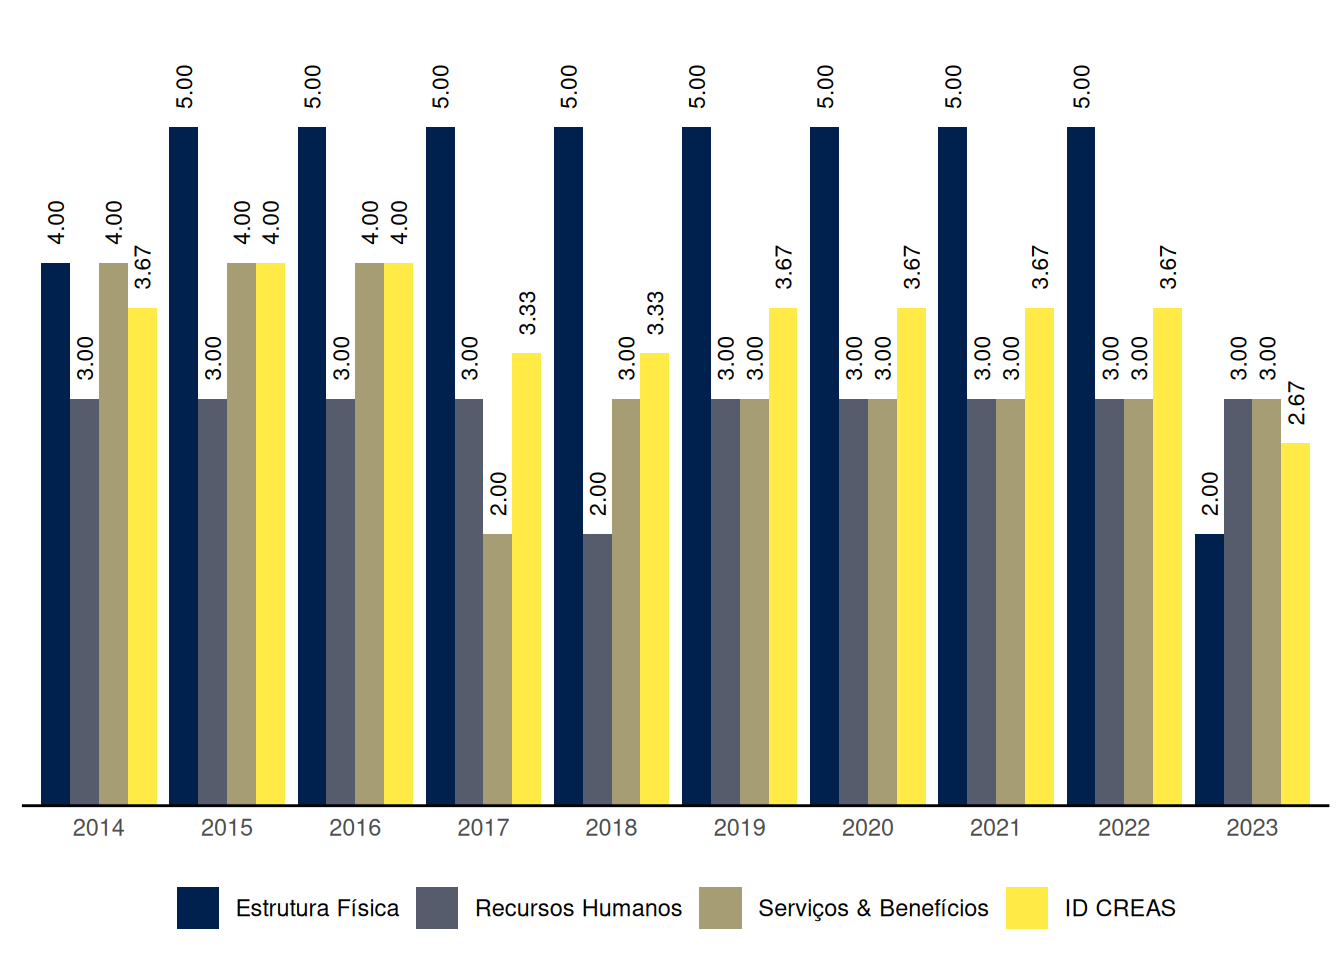 5.00 5.00 5.00 5.00 5.00 5.00 5.00 5.00
4.00 4.00 4.00 4.00 4.00 4.00
3.67 3.67 3.67 3.67 3.67
3.33 3.33
3.00 3.00 3.00 3.00 3.00 3.00 3.00 3.00 3.00 3.00 3.00 3.00 3.00 3.00 3.00
2.67
2.00 2.00 2.00
2014 2015 2016 2017 2018 2019 2020 2021 2022 2023
Estrutura Física Recursos Humanos Serviços & Benefícios ID CREAS